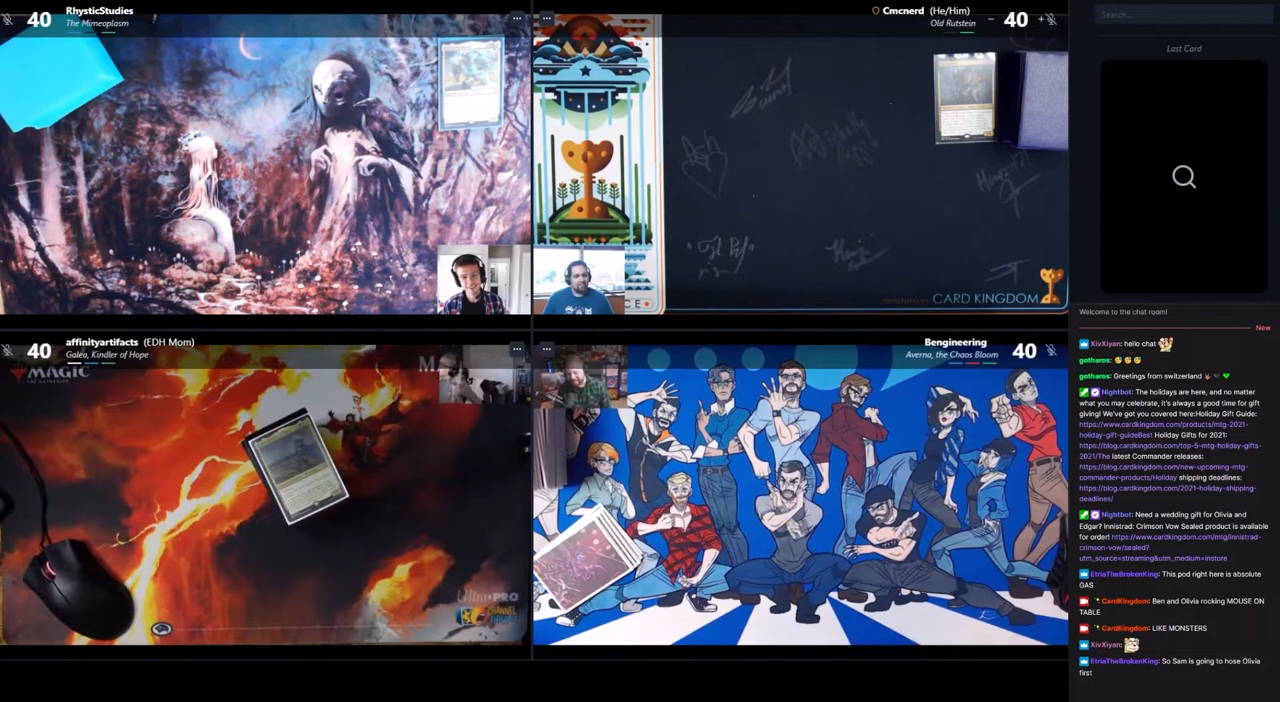 40
RhysticStudies
The Mimeoplasm
Cmcnerd (He/Him)
Old Rutstein
− 40 +
CARD KINGDOM
40
affinityartifacts (EDH Mom)
Galea, Kindler of Hope
MAGIC
Bengineering
Averna, the Chaos Bloom
40
Search...
Last Card
Welcome to the chat room!
New
XivXiyan: hello chat
gotharos:
gotharos: Greetings from switzerland
Nightbot: The holidays are here, and no matter
what you may celebrate, it's always a good time for gift
giving! We've got you covered here:Holiday Gift Guide:
https://www.cardkingdom.com/products/mtg-2021-
holiday-gift-guideBest Holiday Gifts for 2021:
https://blog.cardkingdom.com/top-5-mtg-holiday-gifts-
2021/The latest Commander releases:
https://blog.cardkingdom.com/new-upcoming-mtg-
commander-products/Holiday shipping deadlines:
https://blog.cardkingdom.com/2021-holiday-shipping-
deadlines/
Nightbot: Need a wedding gift for Olivia and
Edgar? Innistrad: Crimson Vow Sealed product is available
for order! https://www.cardkingdom.com/mtg/innistrad-
crimson-vow/sealed?
utm_source=streaming&utm_medium=instore
EtriaTheBrokenKing: This pod right here is absolute
GAS
CardKingdom: Ben and Olivia rocking MOUSE ON
TABLE
CardKingdom: LIKE MONSTERS
XivXiyan:
EtriaTheBrokenKing: So Sam is going to hose Olivia
first